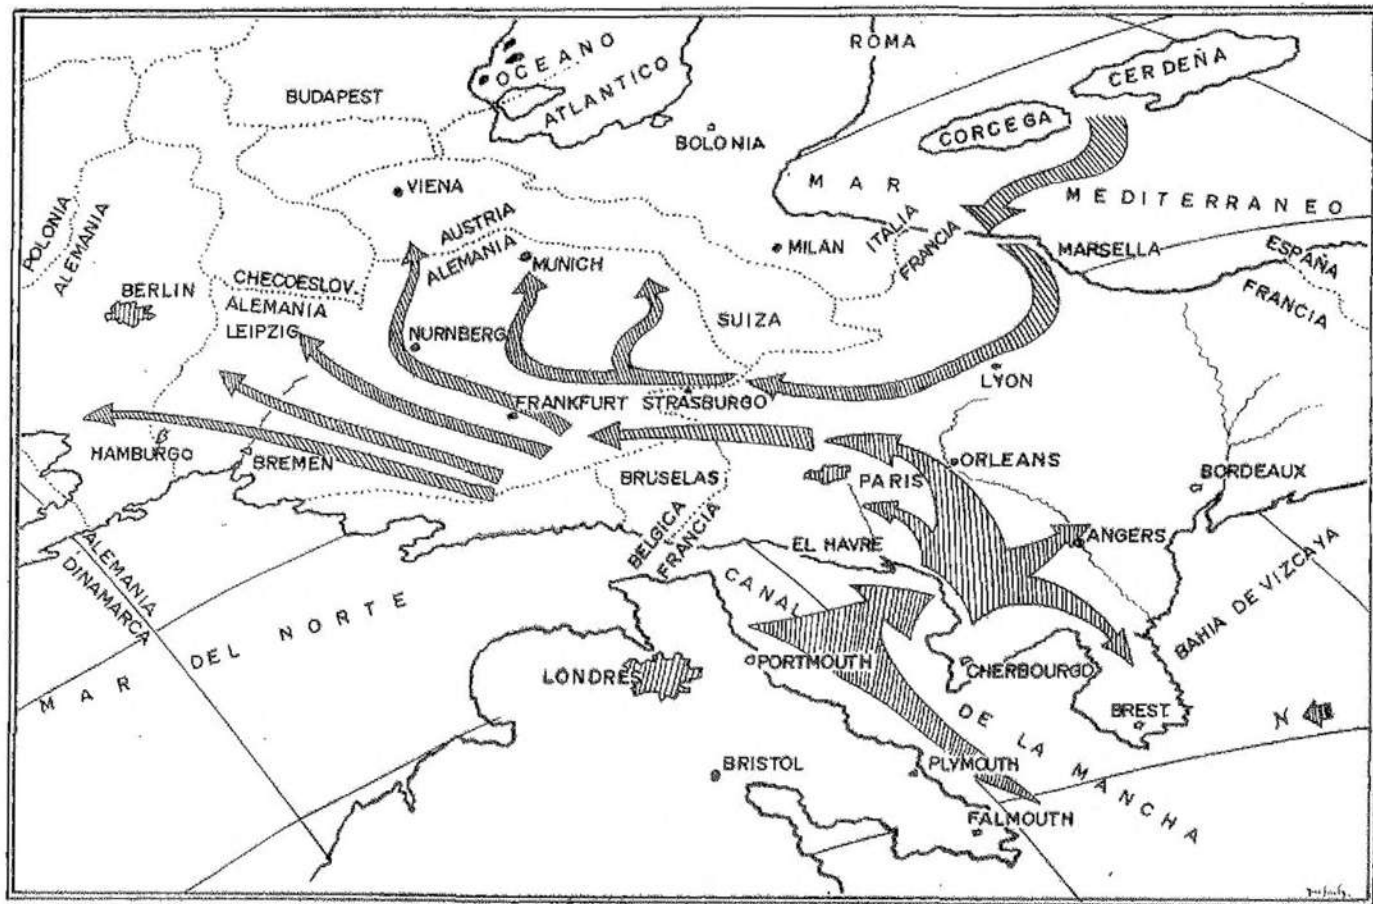 OCEANO
ATLANTICO
ROMA
CERDEÑA
BUDAPEST
CORCEGA
BOLONIA
MAR
MEDITERRANEO
VIENA
POLONIA
ALEMANIA
AUSTRIA
ALEMANIA
ITALIA
FRANCIA
MILAN
MARSELLA
ESPAÑA
FRANCIA
MUNICH
CHECOESLOV.
ALEMANIA
LEIPZIG
BERLIN
SUIZA
NURNBERG
LYON
FRANKFURT
STRASBURGO
HAMBURGO
BREMEN
BRUSELAS
PARIS
ORLEANS
BORDEAUX
BELGICA
FRANCIA
EL HAVRE
ANGERS
ALEMANIA
DINAMARCA
MAR DEL NORTE
CANAL
DE LA MANCHA
BAHIA DE VIZCAYA
LONDRES
PORTMOUTH
CHERBOURGO
BREST
N
BRISTOL
PLYMOUTH
FALMOUTH